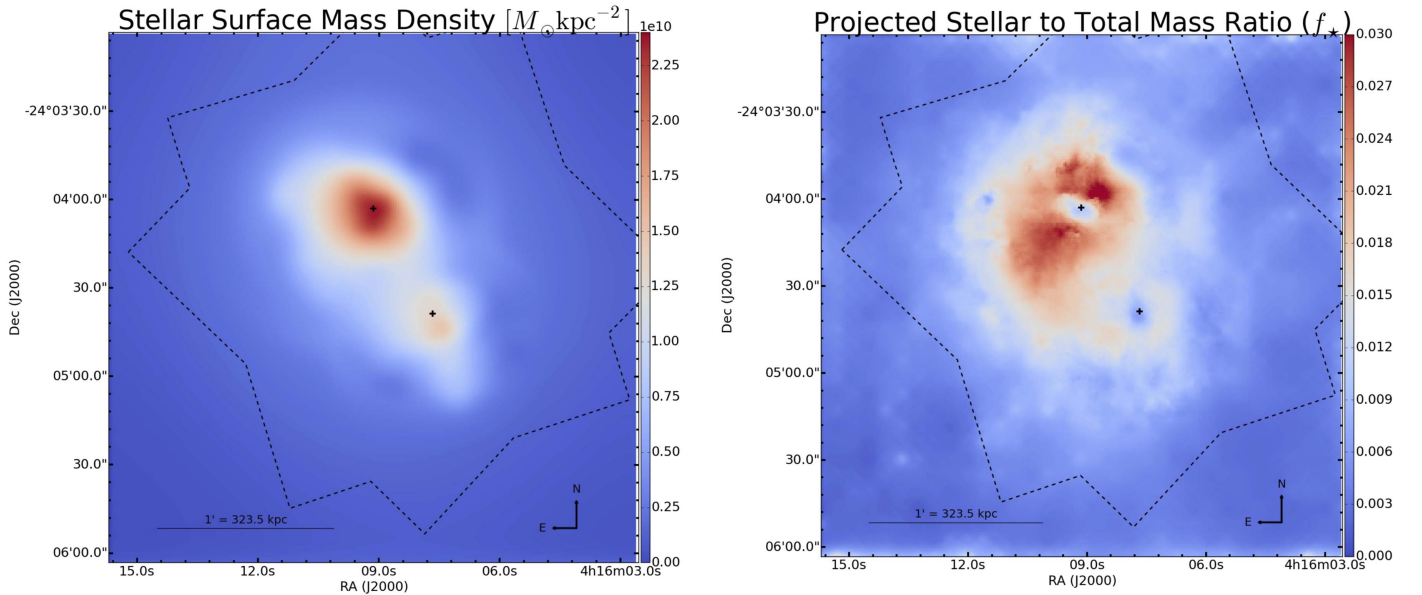 Stellar Surface Mass Density [M☉kpc⁻²]
1e10
2.25
2.00
1.75
1.50
1.25
1.00
0.75
0.50
0.25
0.00
-24°03'30.0"
04'00.0"
30.0"
05'00.0"
30.0"
06'00.0"
Dec (J2000)
N
E
1' = 323.5 kpc
15.0s 12.0s 09.0s 06.0s 4h16m03.0s
RA (J2000)
Projected Stellar to Total Mass Ratio (f⋆)
0.030
0.027
0.024
0.021
0.018
0.015
0.012
0.009
0.006
0.003
0.000
-24°03'30.0"
04'00.0"
30.0"
05'00.0"
30.0"
06'00.0"
Dec (J2000)
N
E
1' = 323.5 kpc
15.0s 12.0s 09.0s 06.0s 4h16m03.0s
RA (J2000)